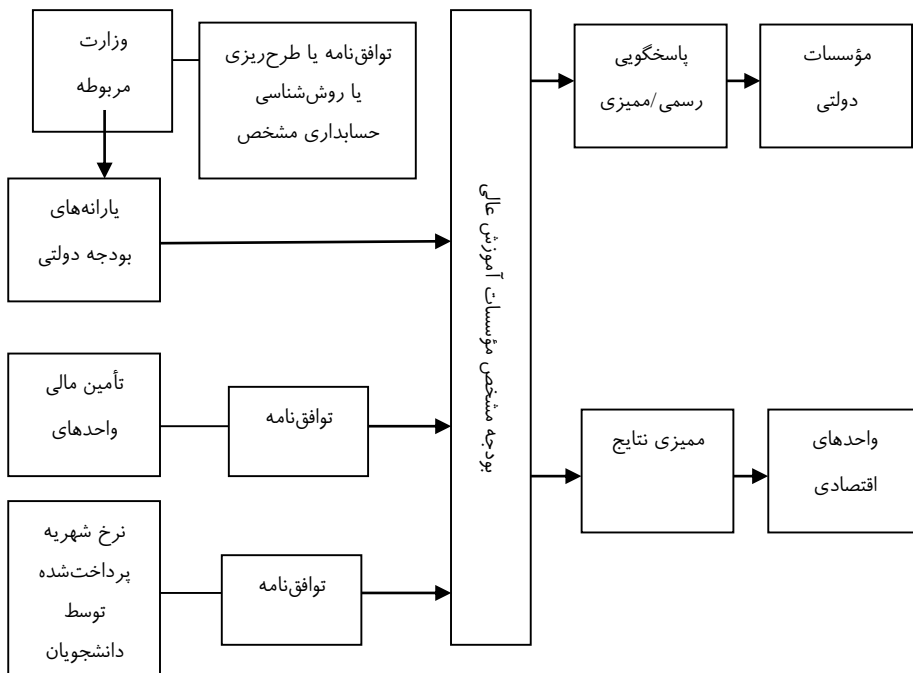 وزارت
مربوطه
توافق‌نامه یا طرح‌ریزی
یا روش‌شناسی
حسابداری مشخص
پاسخگویی
رسمی/ممیزی
مؤسسات
دولتی
یارانه‌های
بودجه دولتی
بودجه مشخص مؤسسات آموزش عالی
تأمین مالی
واحدهای
توافق‌نامه
ممیزی نتایج
واحدهای
اقتصادی
نرخ شهریه
پرداخت‌شده
توسط
دانشجویان
توافق‌نامه